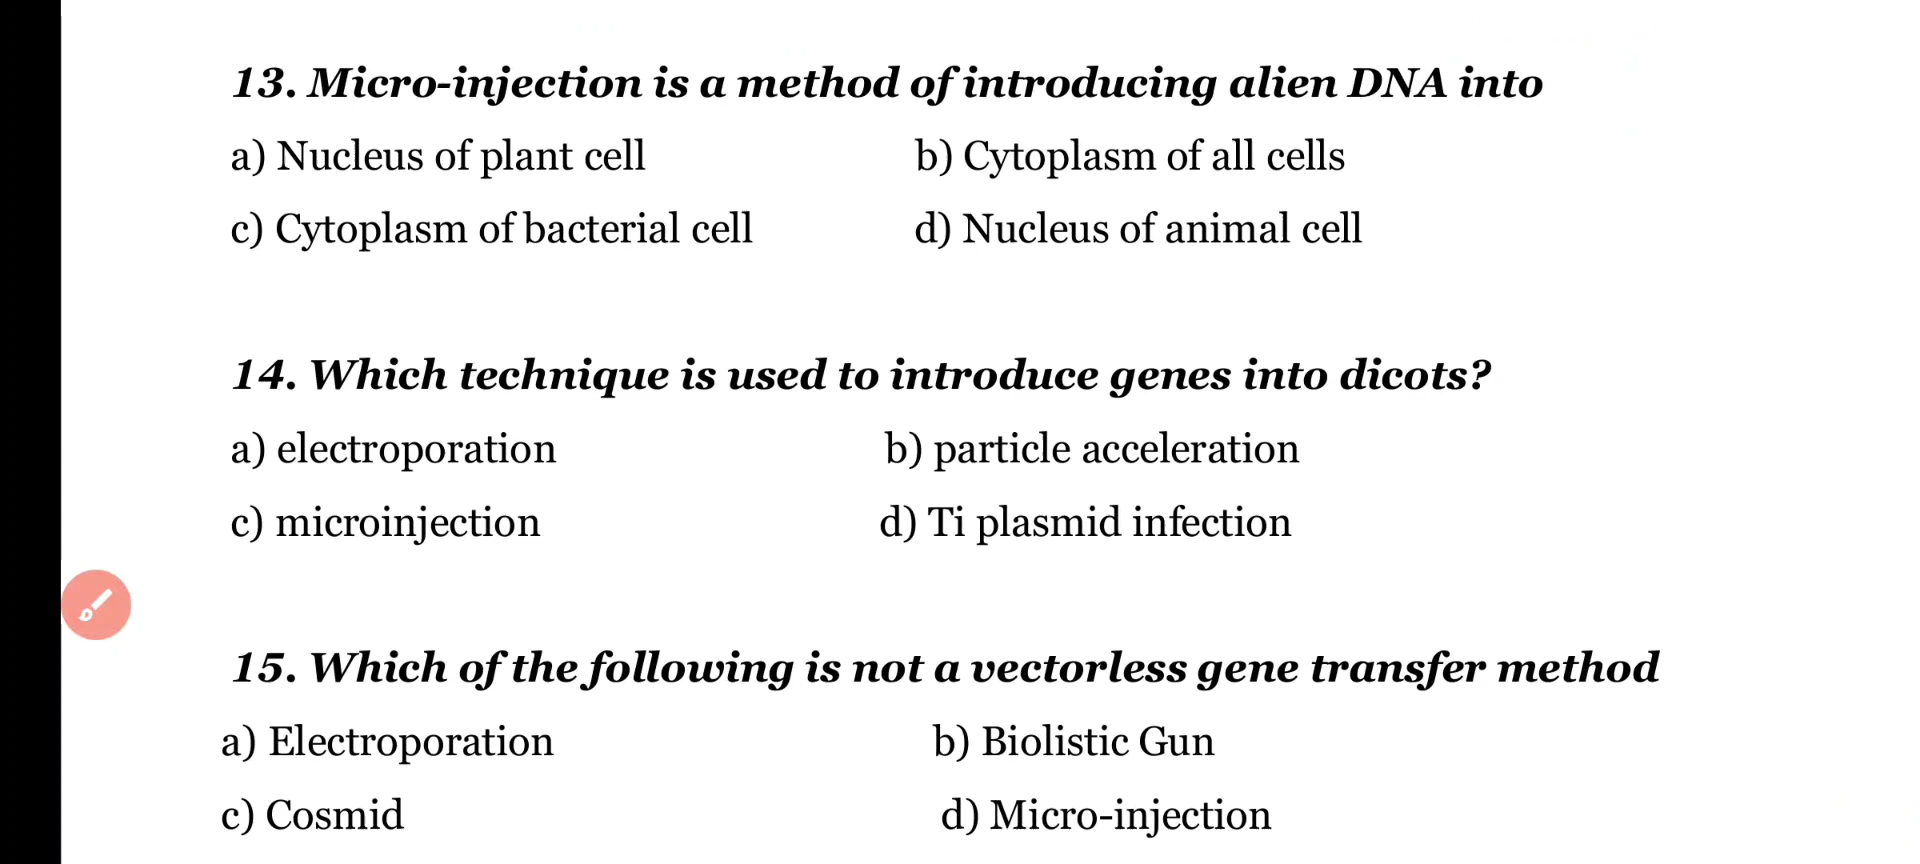 13. Micro-injection is a method of introducing alien DNA into
a) Nucleus of plant cell b) Cytoplasm of all cells
c) Cytoplasm of bacterial cell d) Nucleus of animal cell
14. Which technique is used to introduce genes into dicots?
a) electroporation b) particle acceleration
c) microinjection d) Ti plasmid infection
15. Which of the following is not a vectorless gene transfer method
a) Electroporation b) Biolistic Gun
c) Cosmid d) Micro-injection